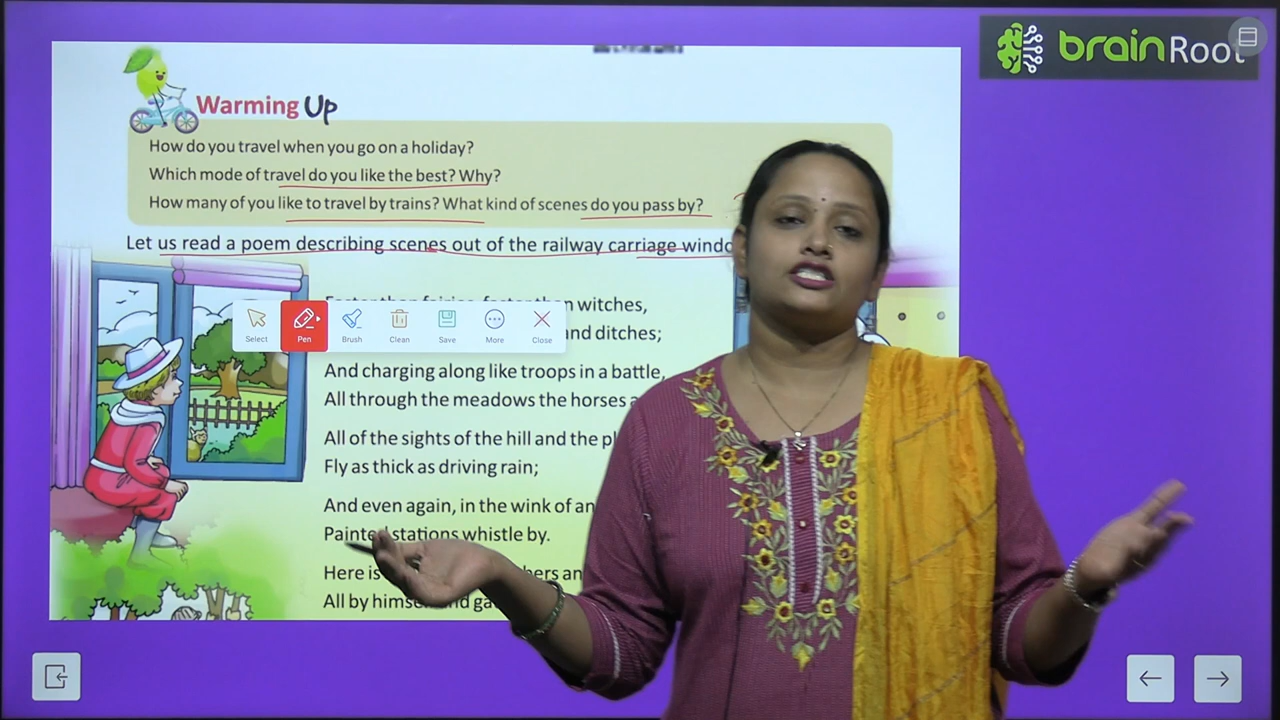 brainRoot
Warming Up
How do you travel when you go on a holiday?
Which mode of travel do you like the best? Why?
How many of you like to travel by trains? What kind of scenes do you pass by?
Let us read a poem describing scenes out of the railway carriage
witches,
and ditches;
Select Pen Brush Clean Save More Close
And charging along like troops in a battle,
All through the meadows the horses
All of the sights of the hill and the
Fly as thick as driving rain;
And even again, in the wink of an
Painted stations whistle by.
Here is
All by himself and